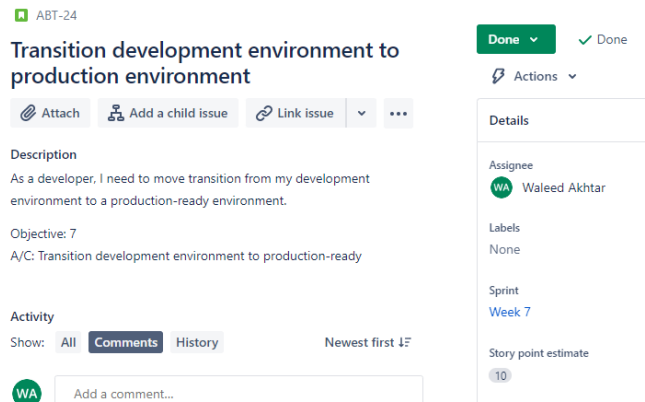 ABT-24
Transition development environment to
production environment
Attach
Add a child issue
Link issue
Description
As a developer, I need to move transition from my development
environment to a production-ready environment.
Objective: 7
A/C: Transition development environment to production-ready
Activity
Show: All Comments History Newest first
WA Add a comment...
Done Done
Actions
Details
Assignee
WA Waleed Akhtar
Labels
None
Sprint
Week 7
Story point estimate
10